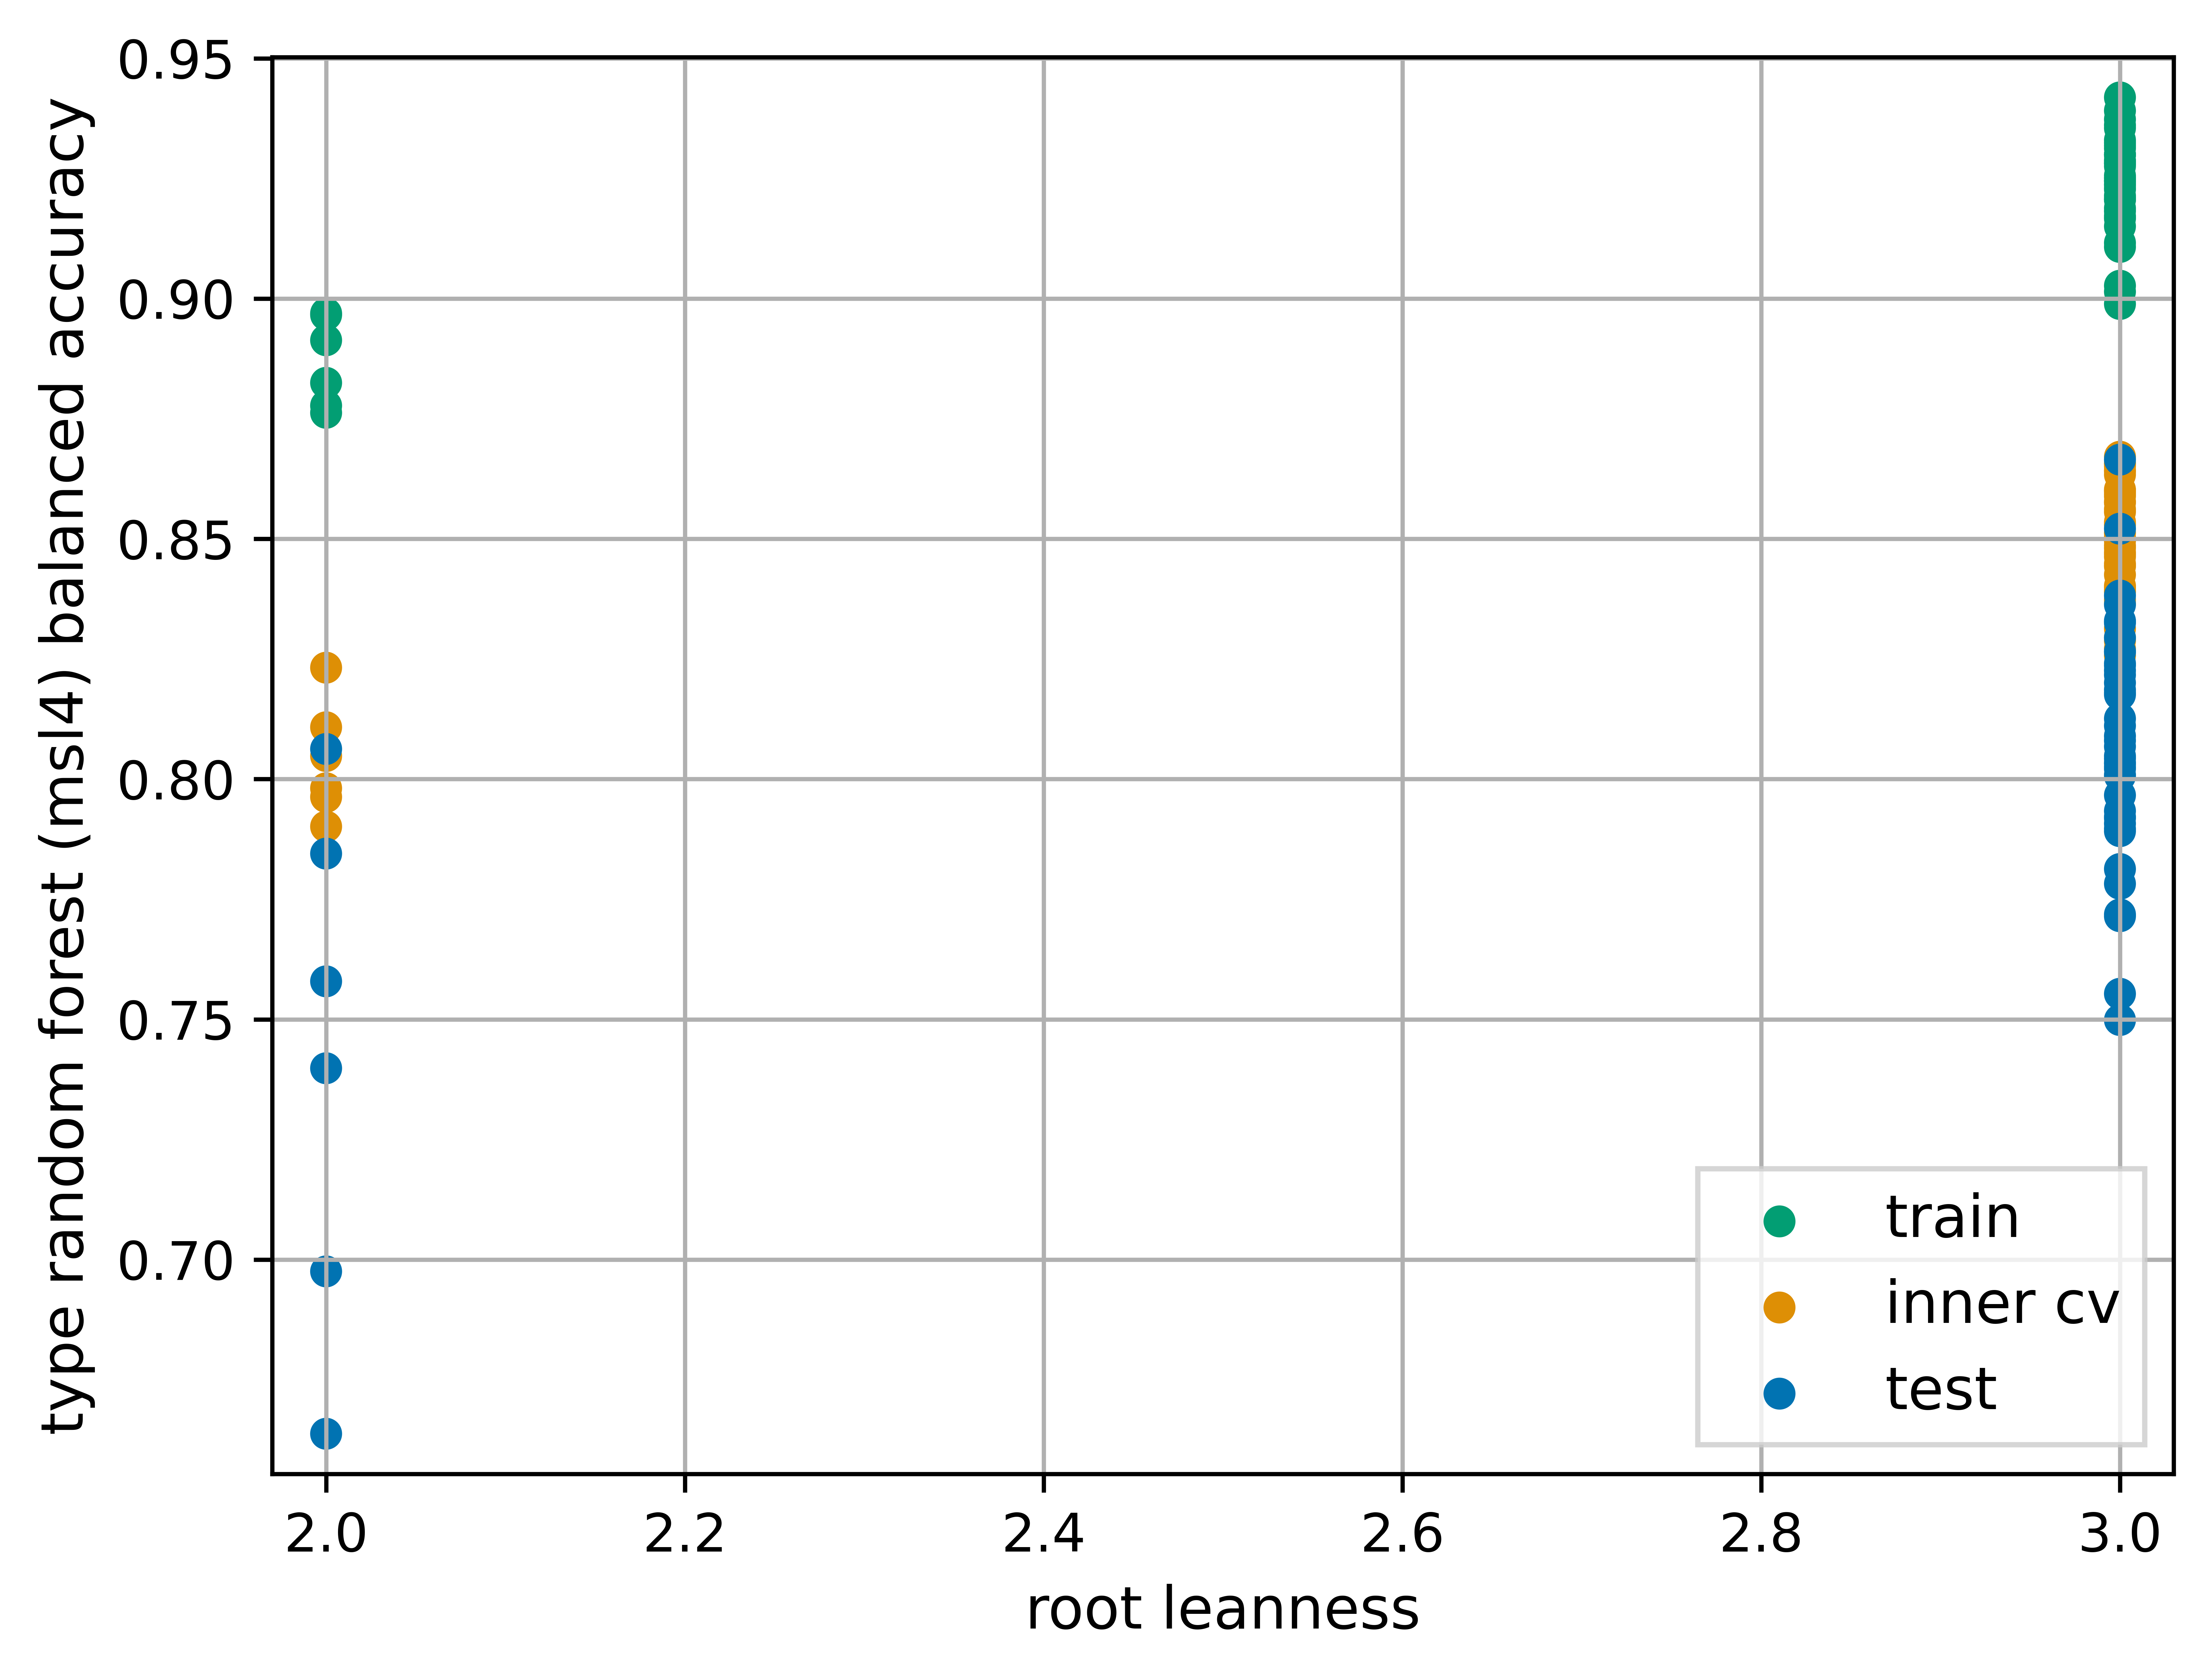 type random forest (msl4) balanced accuracy
0.95
0.90
0.85
0.80
0.75
0.70
train
inner cv
test
2.0 2.2 2.4 2.6 2.8 3.0
root leanness